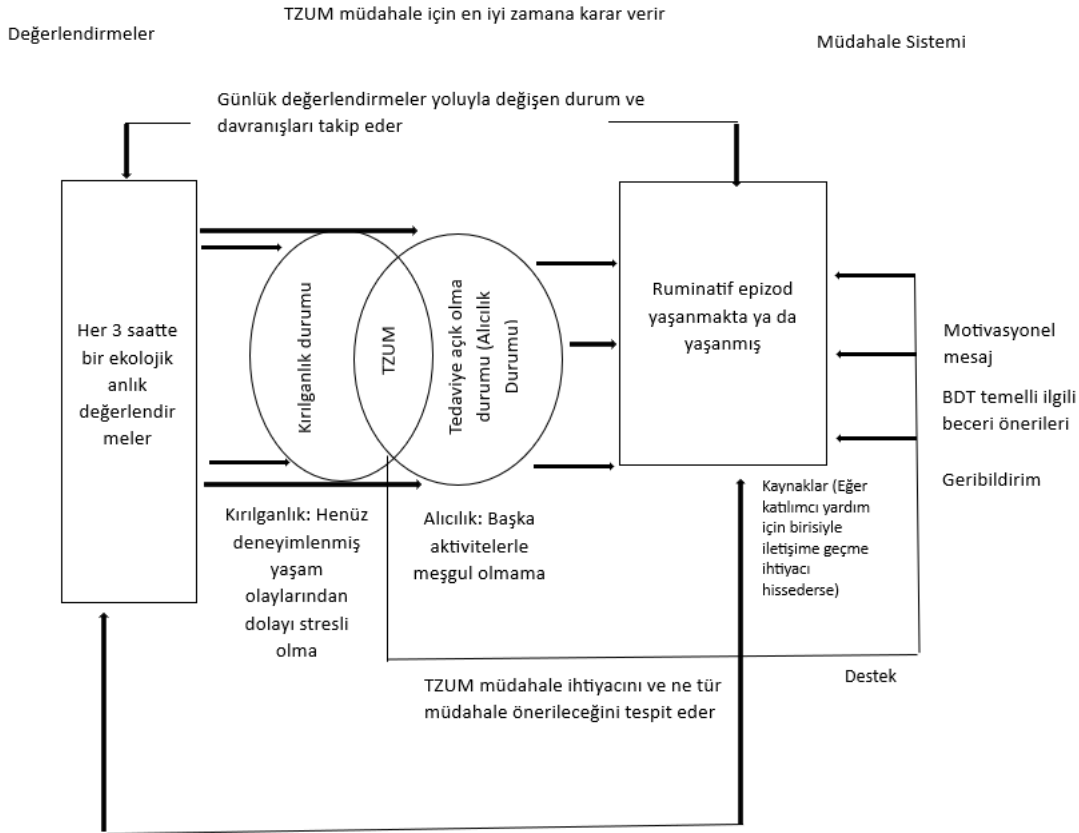 TZUM müdahale için en iyi zamana karar verir
Değerlendirmeler
Müdahale Sistemi
Günlük değerlendirmeler yoluyla değişen durum ve
davranışları takip eder
Her 3 saatte
bir ekolojik
anlık
değerlendir
meler
Kırılganlık durumu
TZUM
Tedaviye açık olma
durumu (Alıcılık
Durumu)
Ruminatif epizod
yaşanmakta ya da
yaşanmış
Motivasyonel
mesaj
BDT temelli ilgili
beceri önerileri
Geribildirim
Kırılganlık: Henüz
deneyimlenmiş
yaşam
olaylarından
dolayı stresli
olma
Alıcılık: Başka
aktivitelerle
meşgul olmama
Kaynaklar (Eğer
katılımcı yardım
için birisiyle
iletişime geçme
ihtiyacı
hissederse)
Destek
TZUM müdahale ihtiyacını ve ne tür
müdahale önerileceğini tespit eder